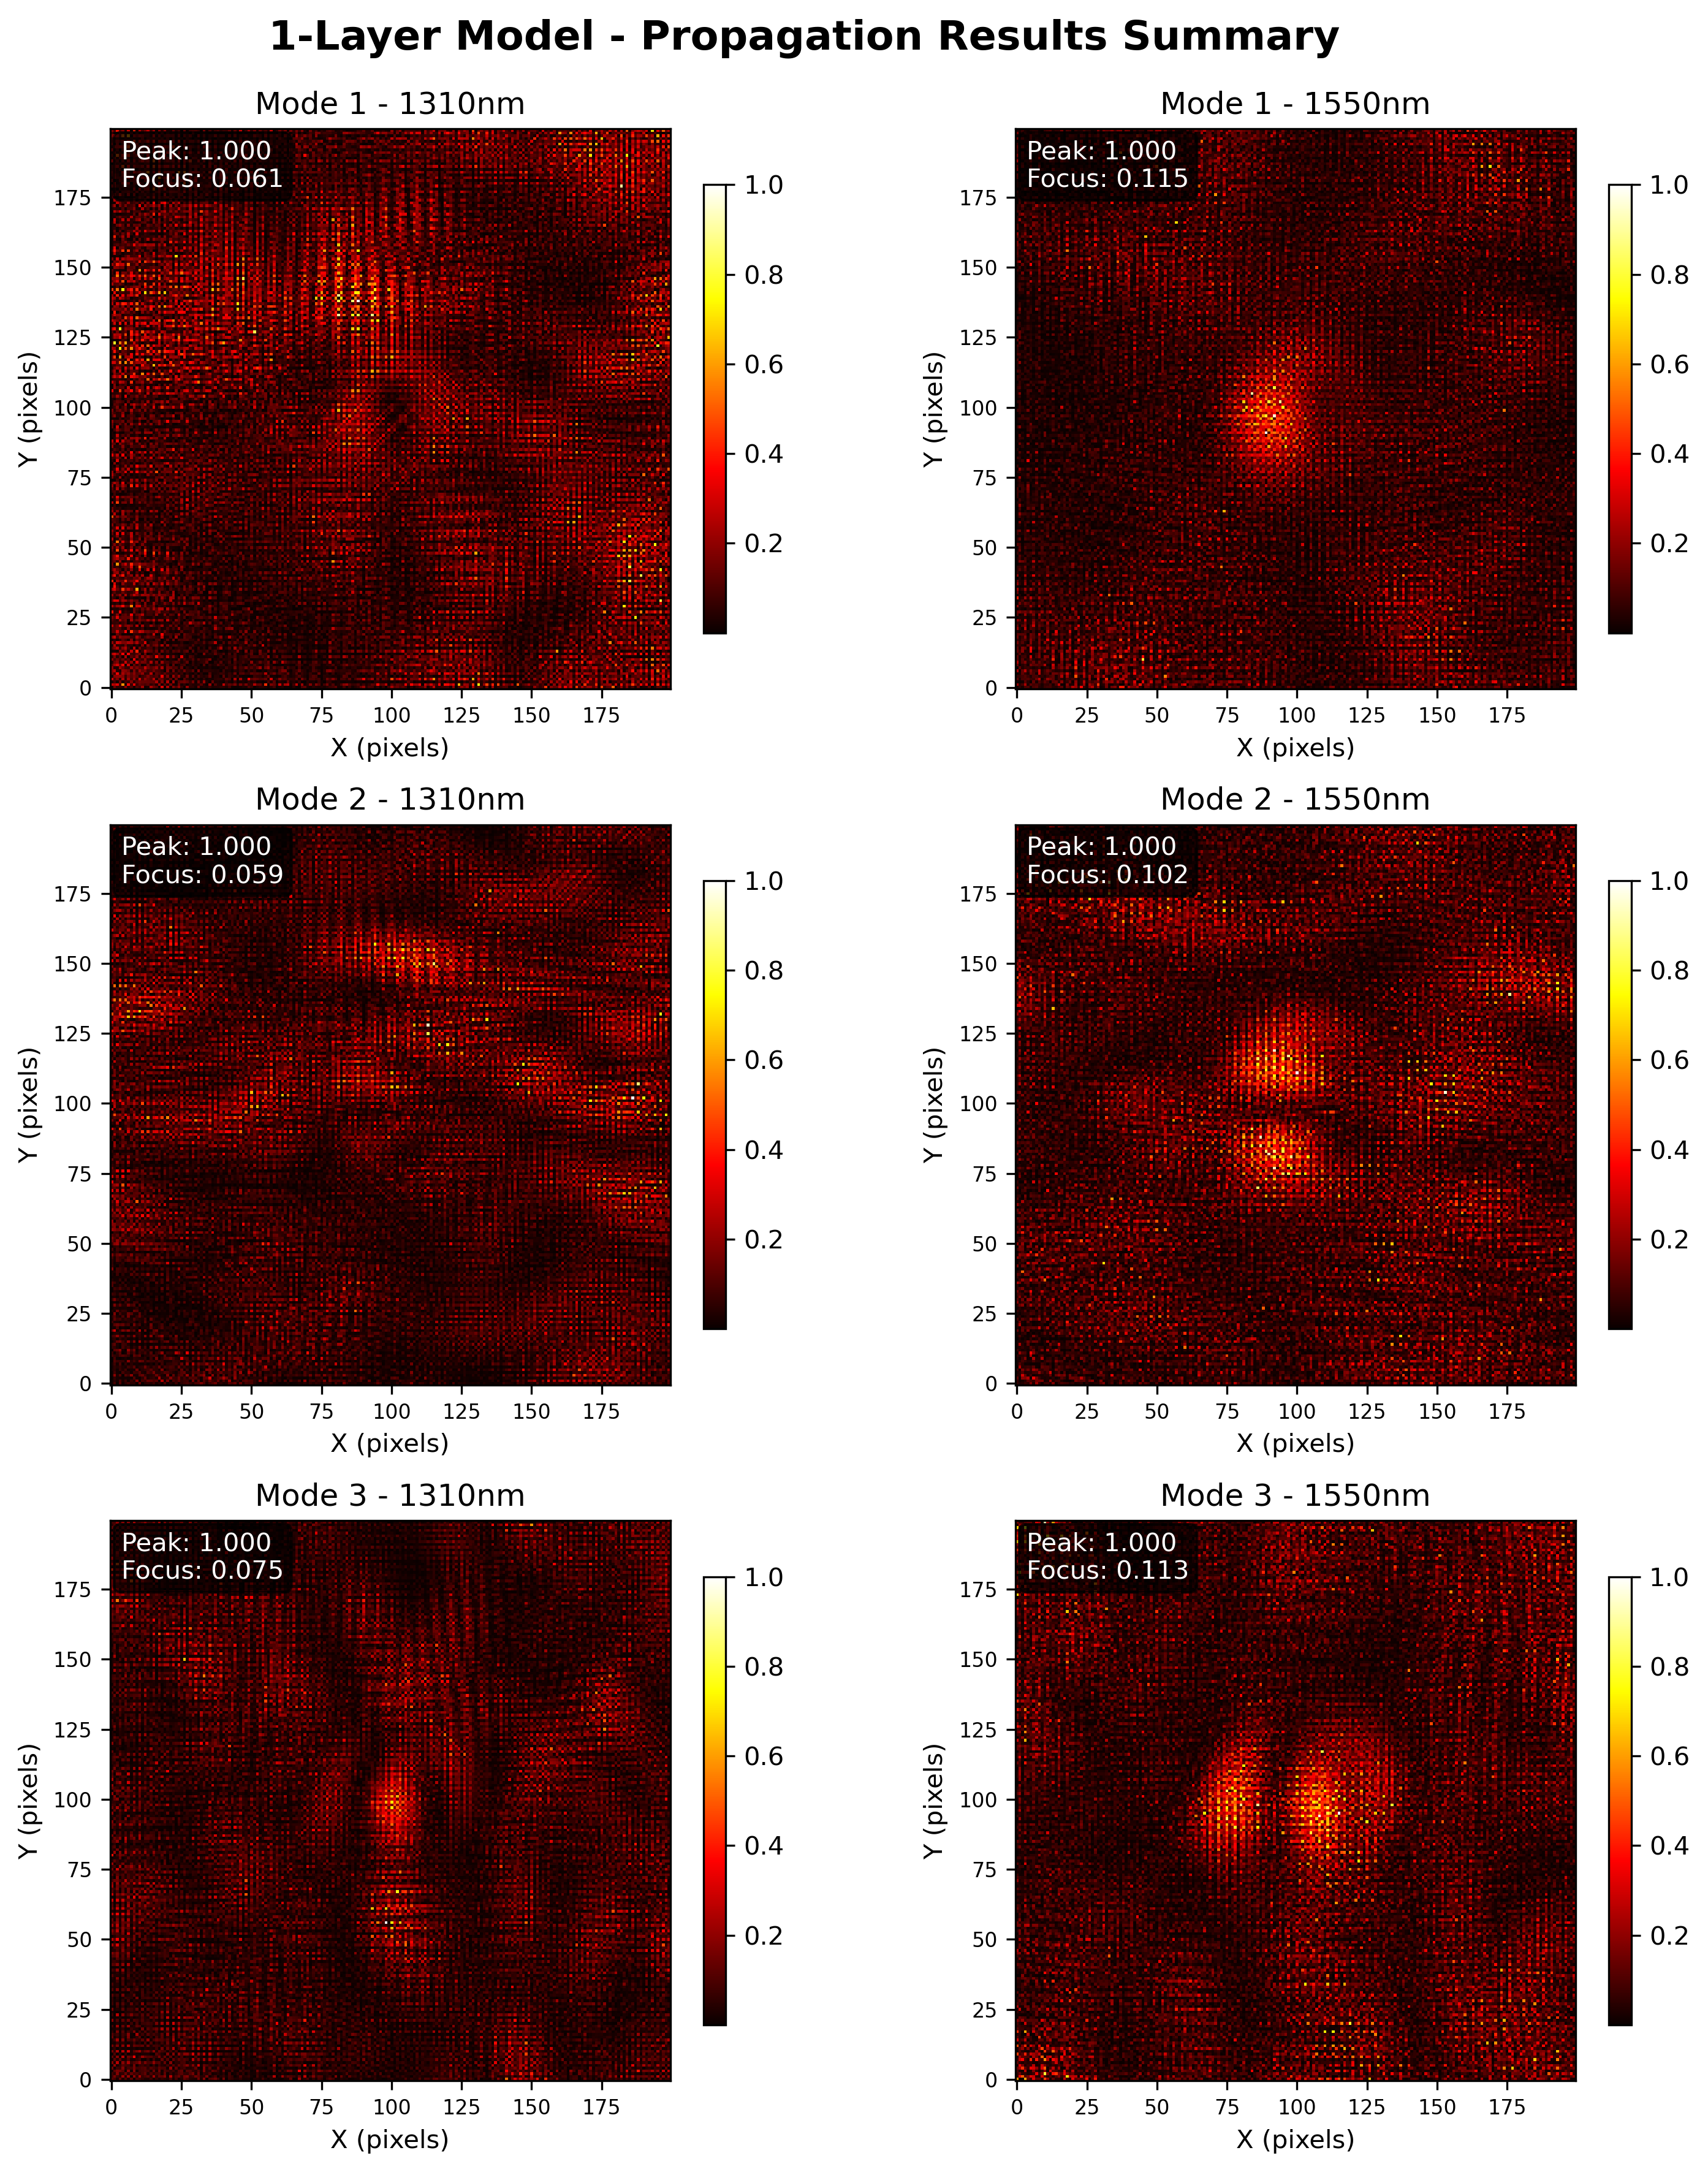 1-Layer Model - Propagation Results Summary
Mode 1 - 1310nm
Peak: 1.000
Focus: 0.061
175
150
125
100
75
50
25
0
0 25 50 75 100 125 150 175
X (pixels)
Y (pixels)
1.0
0.8
0.6
0.4
0.2
Mode 1 - 1550nm
Peak: 1.000
Focus: 0.115
175
150
125
100
75
50
25
0
0 25 50 75 100 125 150 175
X (pixels)
Y (pixels)
1.0
0.8
0.6
0.4
0.2
Mode 2 - 1310nm
Peak: 1.000
Focus: 0.059
175
150
125
100
75
50
25
0
0 25 50 75 100 125 150 175
X (pixels)
Y (pixels)
1.0
0.8
0.6
0.4
0.2
Mode 2 - 1550nm
Peak: 1.000
Focus: 0.102
175
150
125
100
75
50
25
0
0 25 50 75 100 125 150 175
X (pixels)
Y (pixels)
1.0
0.8
0.6
0.4
0.2
Mode 3 - 1310nm
Peak: 1.000
Focus: 0.075
175
150
125
100
75
50
25
0
0 25 50 75 100 125 150 175
X (pixels)
Y (pixels)
1.0
0.8
0.6
0.4
0.2
Mode 3 - 1550nm
Peak: 1.000
Focus: 0.113
175
150
125
100
75
50
25
0
0 25 50 75 100 125 150 175
X (pixels)
Y (pixels)
1.0
0.8
0.6
0.4
0.2